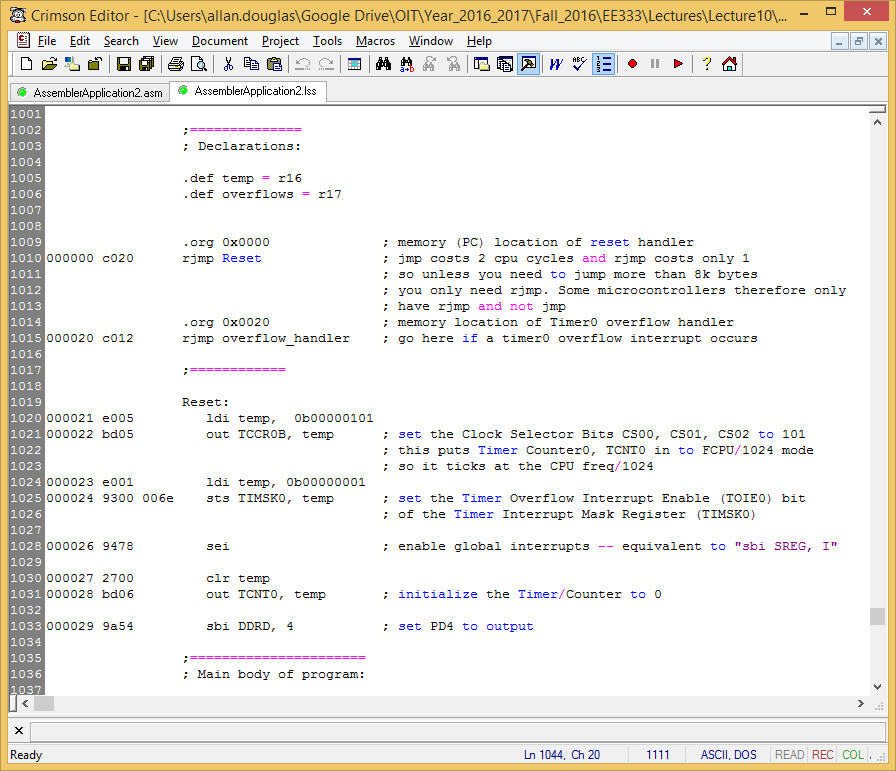 Crimson Editor - [C:\Users\allan.douglas\Google Drive\OIT\Year_2016_2017\Fall_2016\EE333\Lectures\Lecture10\...
File Edit Search View Document Project Tools Macros Window Help
AssemblerApplication2.asm AssemblerApplication2.lss
1001
1002 ;===============
1003 ; Declarations:
1004
1005 .def temp = r16
1006 .def overflows = r17
1007
1008
1009 .org 0x0000 ; memory (PC) location of reset handler
1010 000000 c020 rjmp Reset ; jmp costs 2 cpu cycles and rjmp costs only 1
1011 ; so unless you need to jump more than 8k bytes
1012 ; you only need rjmp. Some microcontrollers therefore only
1013 ; have rjmp and not jmp
1014 .org 0x0020 ; memory location of Timer0 overflow handler
1015 000020 c012 rjmp overflow_handler ; go here if a timer0 overflow interrupt occurs
1016
1017 ;============
1018
1019 Reset:
1020 000021 e005 ldi temp, 0b00000101
1021 000022 bd05 out TCCR0B, temp ; set the Clock Selector Bits CS00, CS01, CS02 to 101
1022 ; this puts Timer Counter0, TCNT0 in to FCPU/1024 mode
1023 ; so it ticks at the CPU freq/1024
1024 000023 e001 ldi temp, 0b00000001
1025 000024 9300 006e sts TIMSK0, temp ; set the Timer Overflow Interrupt Enable (TOIE0) bit
1026 ; of the Timer Interrupt Mask Register (TIMSK0)
1027
1028 000026 9478 sei ; enable global interrupts -- equivalent to "sbi SREG, I"
1029
1030 000027 2700 clr temp
1031 000028 bd06 out TCNT0, temp ; initialize the Timer/Counter to 0
1032
1033 000029 9a54 sbi DDRD, 4 ; set PD4 to output
1034
1035 ;======================
1036 ; Main body of program:
1037
Ready Ln 1044, Ch 20 1111 ASCII, DOS READ REC COL